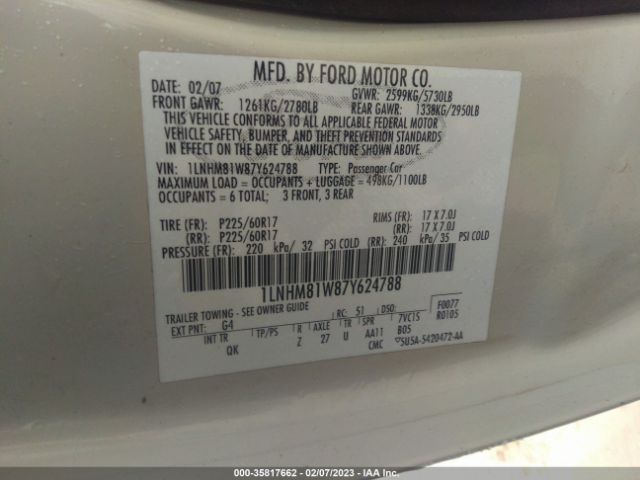 MFD. BY FORD MOTOR CO.
DATE: 02/07 GVWR: 2599KG/5730LB
FRONT GAWR: 1261KG/2780LB REAR GAWR: 1338KG/2950LB
THIS VEHICLE CONFORMS TO ALL APPLICABLE FEDERAL MOTOR
VEHICLE SAFETY, BUMPER, AND THEFT PREVENTION STANDARDS
IN EFFECT ON THE DATE OF MANUFACTURE SHOWN ABOVE.
VIN: 1LNHM81W87Y624788 TYPE: Passenger Car
MAXIMUM LOAD = OCCUPANTS + LUGGAGE = 498KG/1100LB
OCCUPANTS = 6 TOTAL; 3 FRONT, 3 REAR
TIRE (FR): P225/60R17 RIMS (FR): 17 X 7.0J
(RR): P225/60R17 (RR): 17 X 7.0J
PRESSURE (FR): 220 kPa/ 32 PSI COLD (RR): 240 kPa/35 PSI COLD
1LNHM81W87Y624788
TRAILER TOWING - SEE OWNER GUIDE
RC: 51 DSO: F0077
EXT PNT: G4 R0105
INT TR TP/PS R AXLE TR SPR 7VC15
QK Z 27 U AA11 B05
CMC 5U5A-5420472-AA
000-35817662 - 02/07/2023 - IAA Inc.